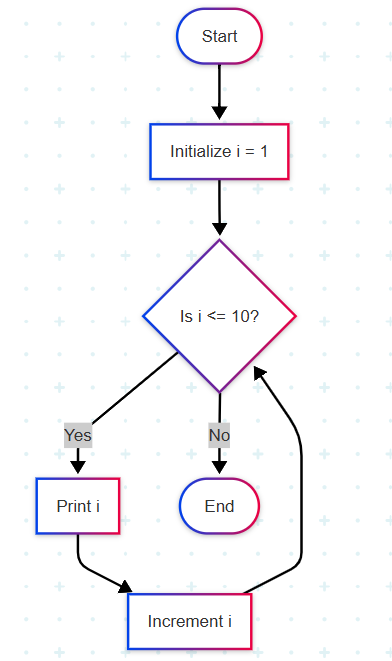 Start
Initialize i = 1
Is i <= 10?
Yes
No
Print i
End
Increment i